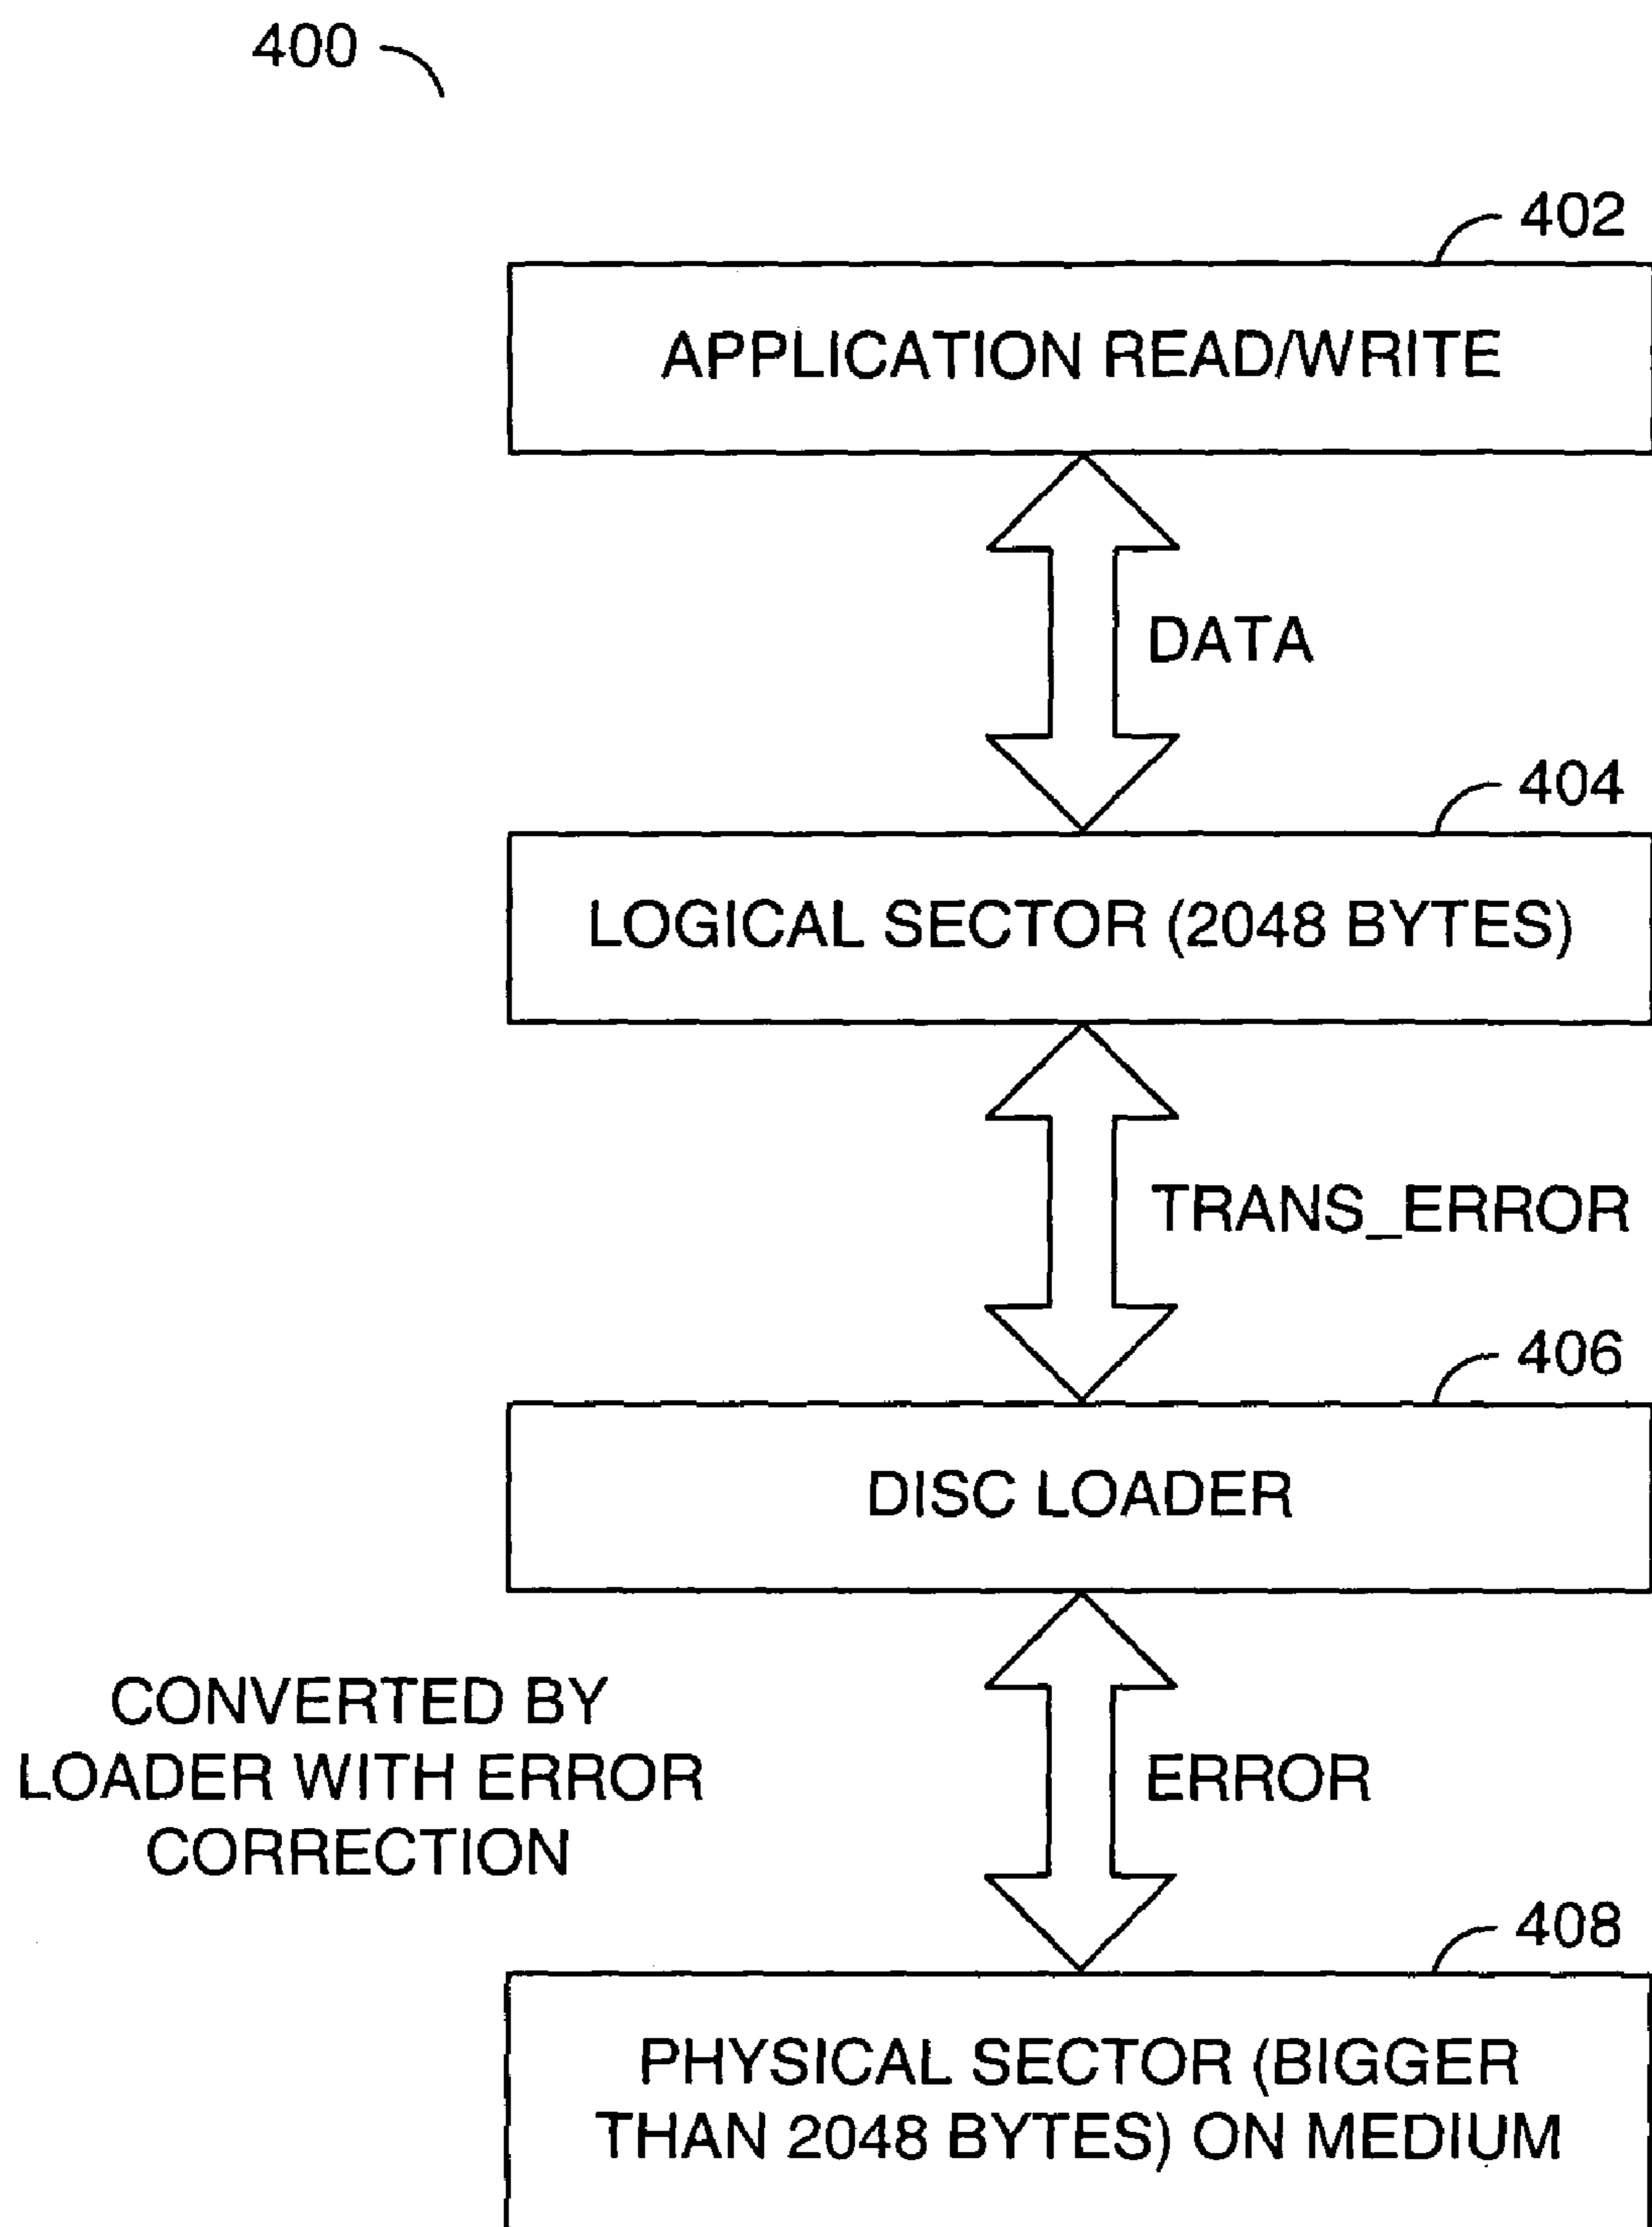 400
402
APPLICATION READ/WRITE
DATA
404
LOGICAL SECTOR (2048 BYTES)
TRANS_ERROR
406
DISC LOADER
CONVERTED BY
LOADER WITH ERROR
CORRECTION
ERROR
408
PHYSICAL SECTOR (BIGGER
THAN 2048 BYTES) ON MEDIUM